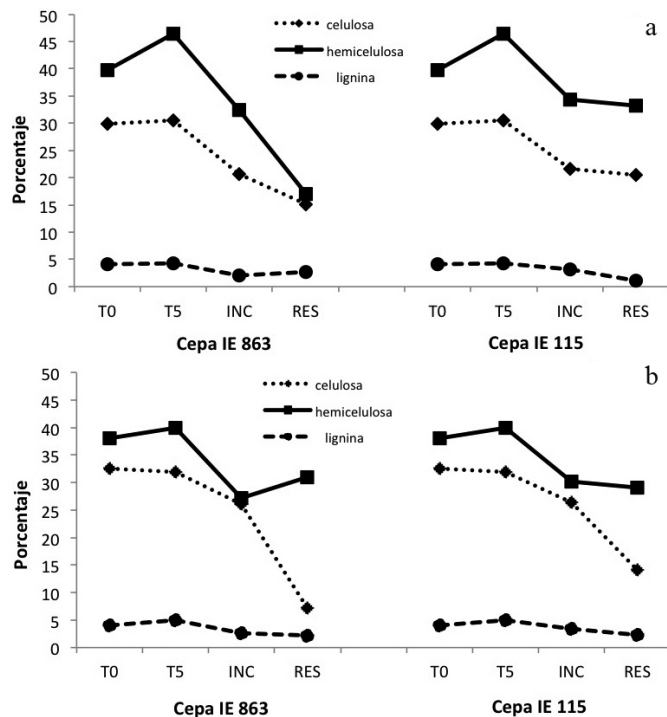 a
celulosa
hemicelulosa
lignina
50
45
40
35
30
25
20
15
10
5
0
Porcentaje
T0 T5 INC RES T0 T5 INC RES
Cepa IE 863 Cepa IE 115
b
celulosa
hemicelulosa
lignina
50
45
40
35
30
25
20
15
10
5
0
Porcentaje
T0 T5 INC RES T0 T5 INC RES
Cepa IE 863 Cepa IE 115